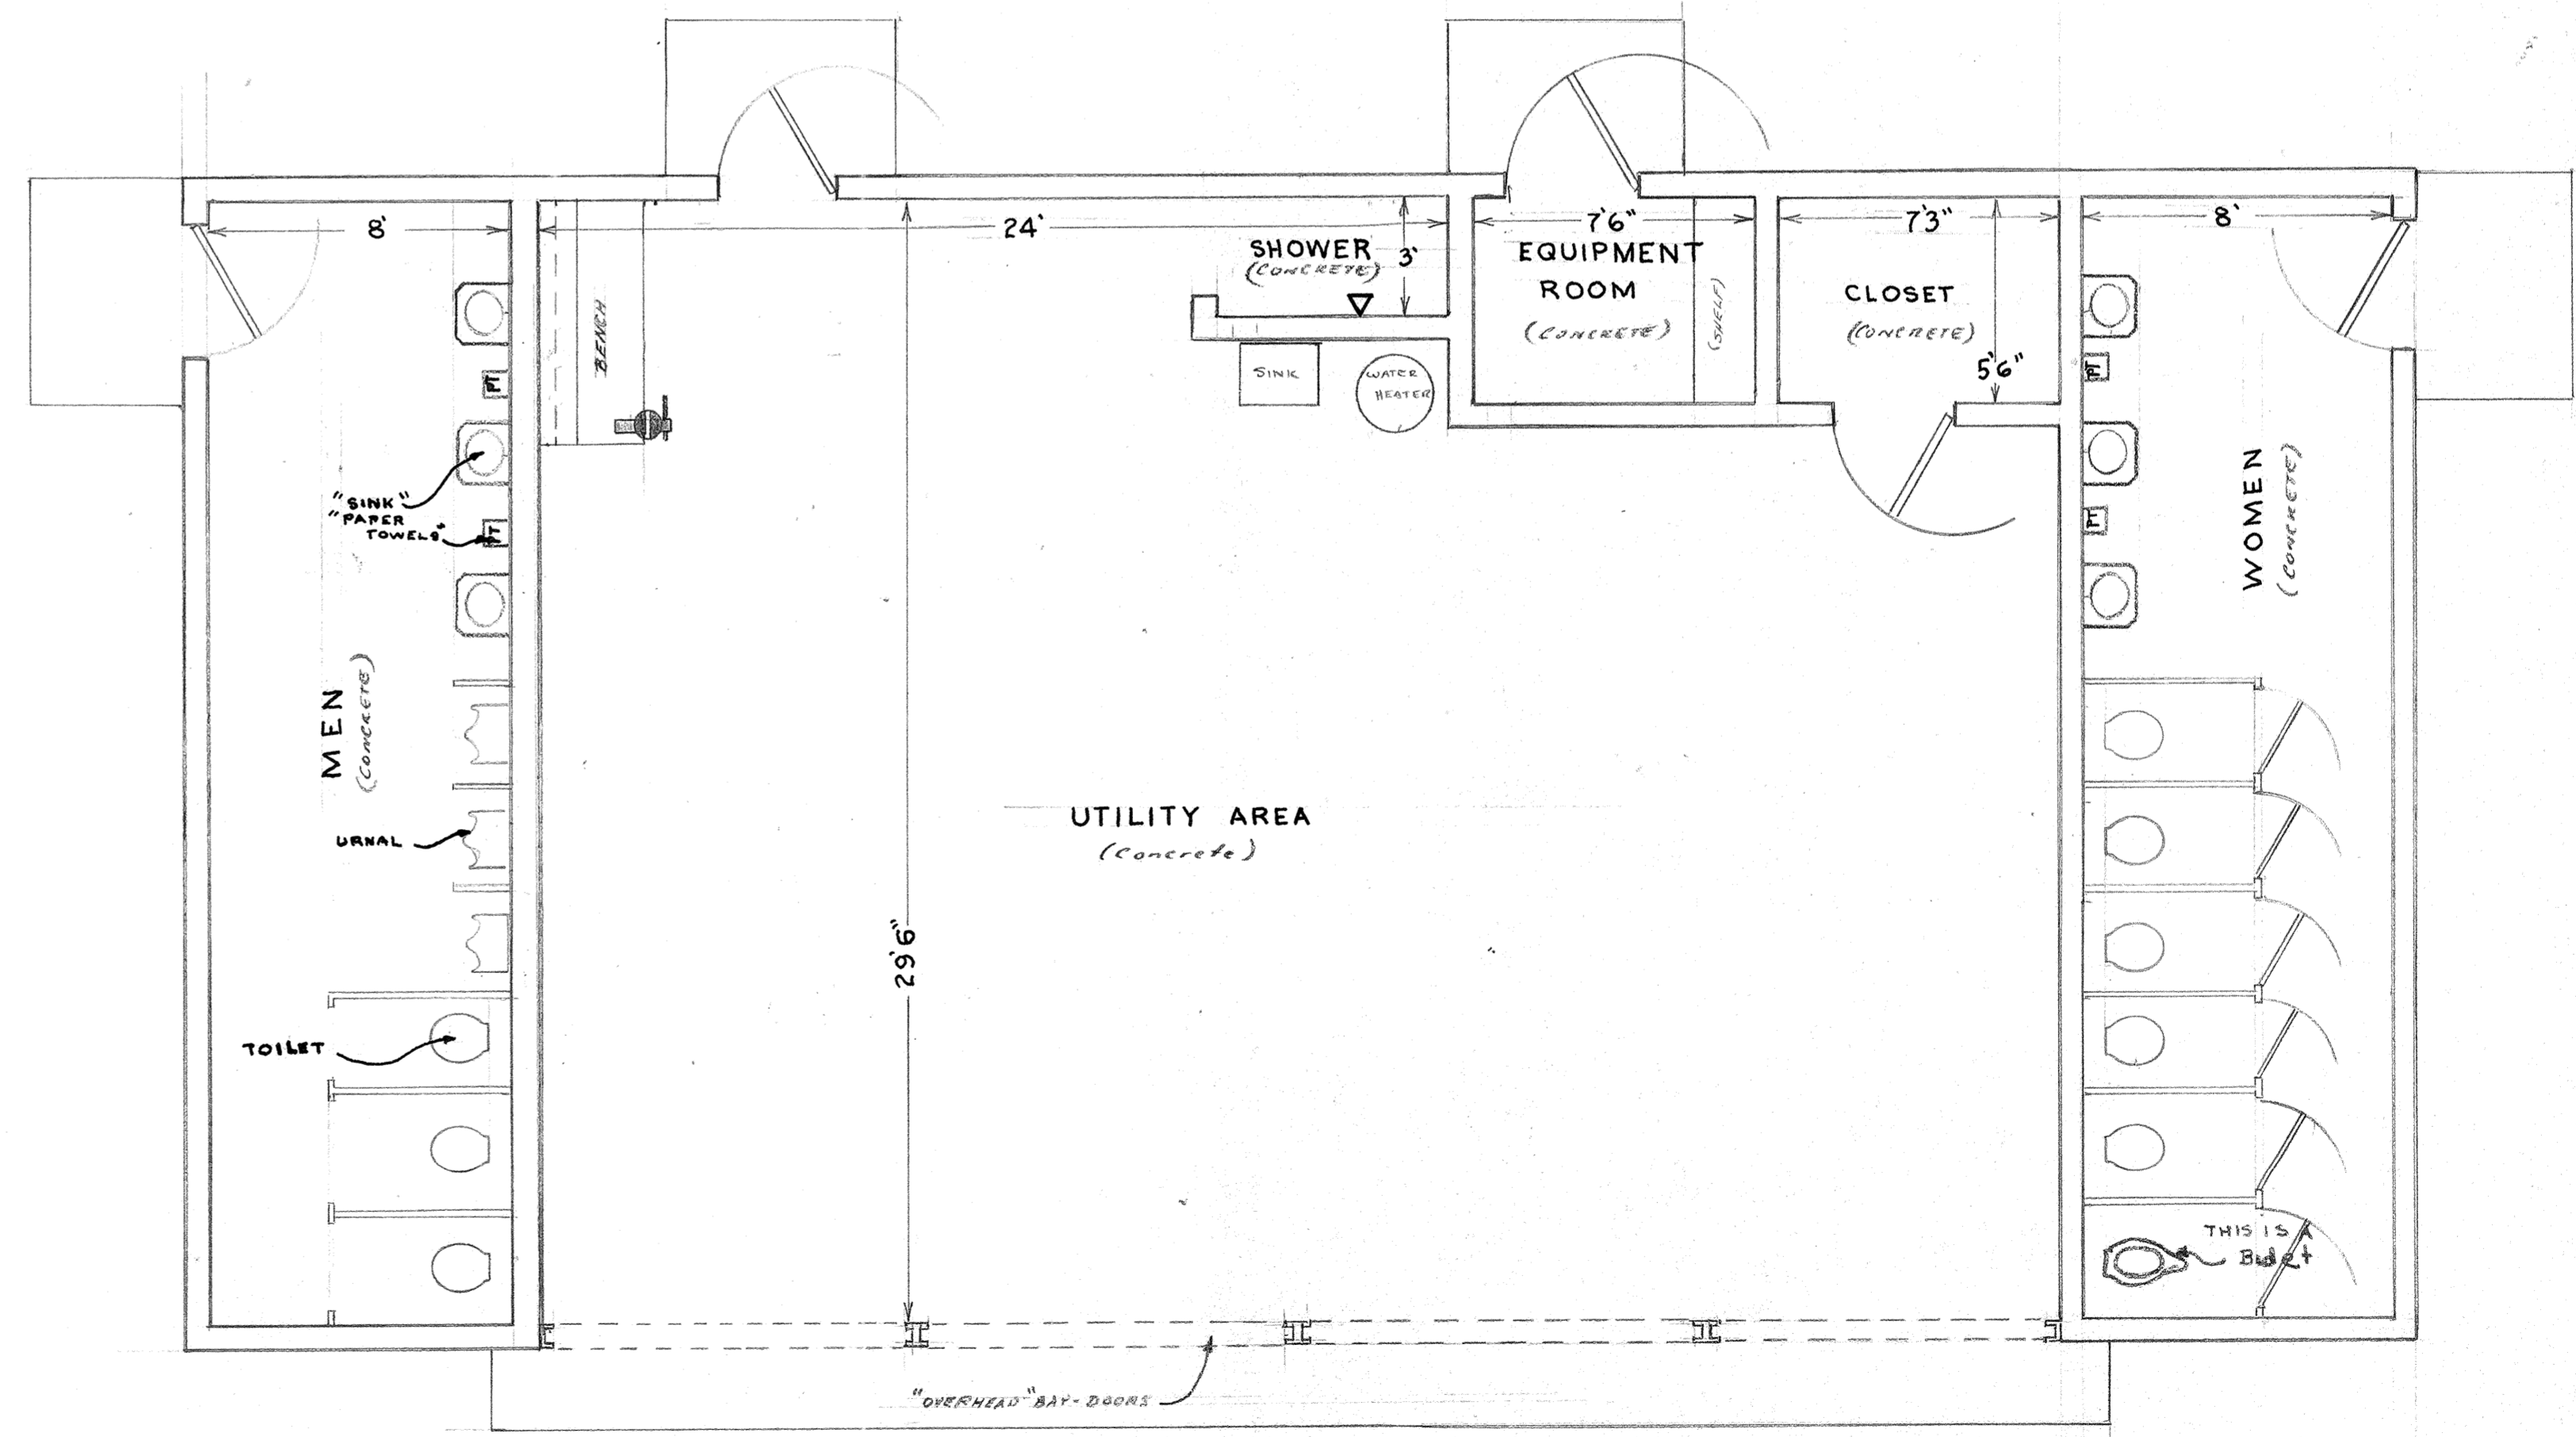 8'
24'
7'6"
7'3"
8'
SHOWER
(CONCRETE)
3'
EQUIPMENT
ROOM
(CONCRETE)
(SHELF)
CLOSET
(CONCRETE)
5'6"
BENCH
SINK
WATER
HEATER
PT
PT
"SINK"
"PAPER
TOWELS"
PT
PT
WOMEN
(CONCRETE)
MEN
(CONCRETE)
URNAL
UTILITY AREA
(Concrete)
29'6"
TOILET
THIS IS A
Bidet
"OVERHEAD" BAY-DOORS